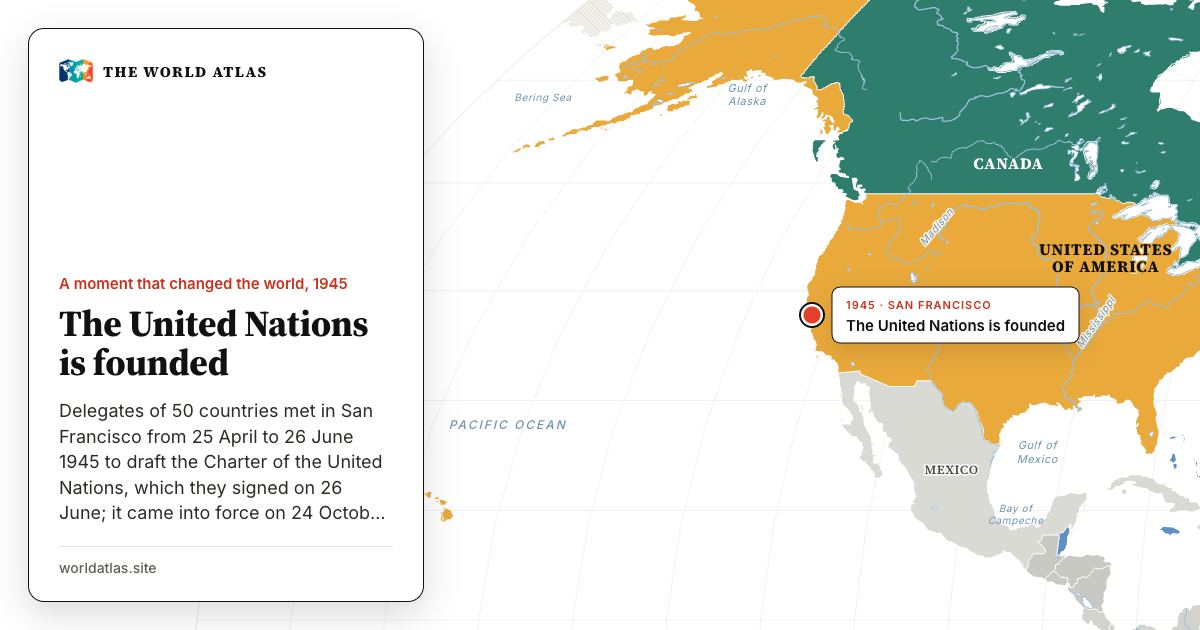 THE WORLD ATLAS
A moment that changed the world, 1945
The United Nations
is founded
Delegates of 50 countries met in San
Francisco from 25 April to 26 June
1945 to draft the Charter of the United
Nations, which they signed on 26
June; it came into force on 24 Octob...
worldatlas.site
Bering Sea
Gulf of
Alaska
CANADA
Madison
UNITED STATES
OF AMERICA
1945 · SAN FRANCISCO
The United Nations is founded
Mississippi
PACIFIC OCEAN
Gulf of
Mexico
MEXICO
Bay of
Campeche